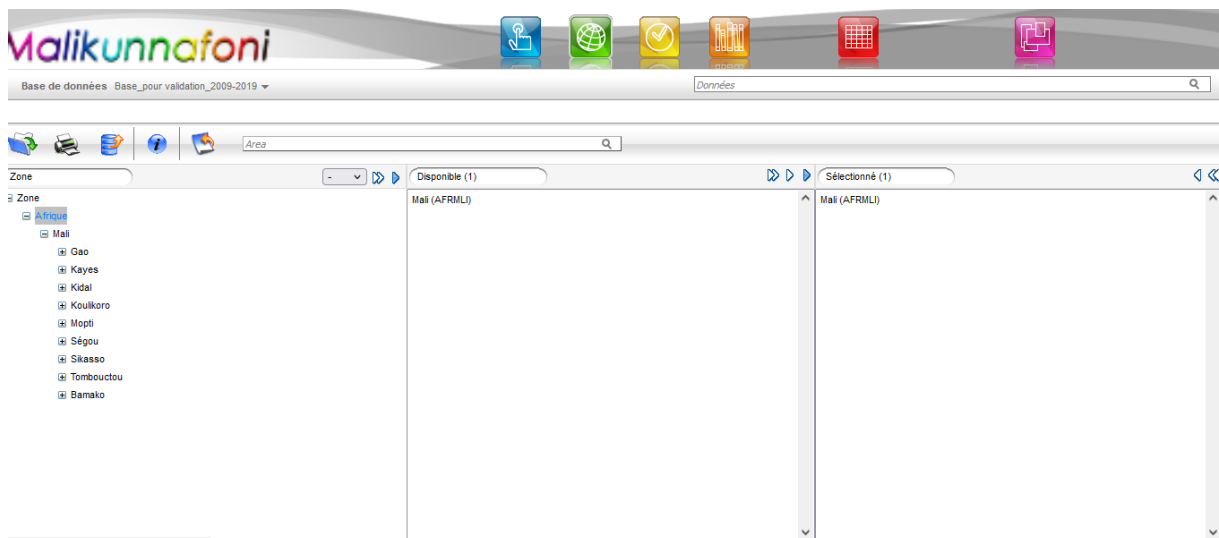 Malikunnafoni
Base de données Base_pour validation_2009-2019
Données
Area
Zone
-
Disponible (1)
Sélectionné (1)
Zone
Afrique
Mali
Gao
Kayes
Kidal
Koulikoro
Mopti
Ségou
Sikasso
Tombouctou
Bamako
Mali (AFRMLI)
Mali (AFRMLI)